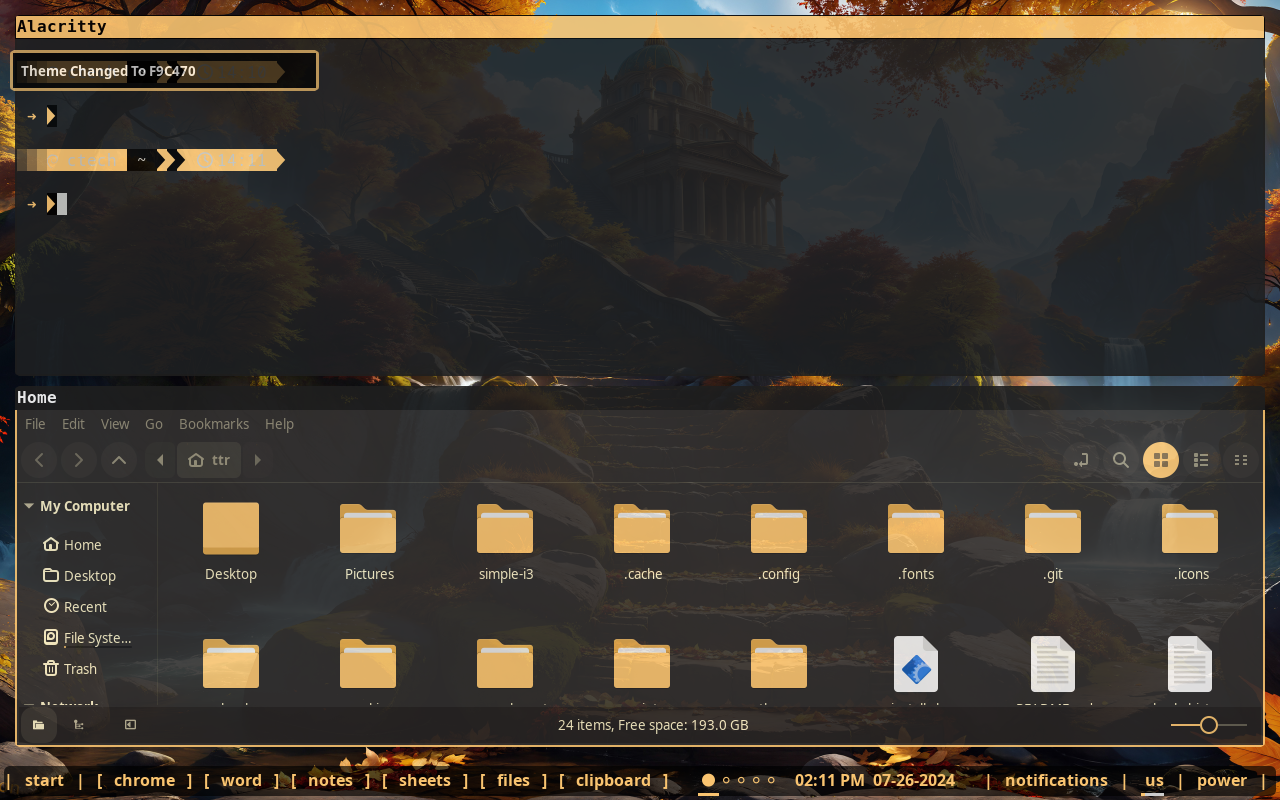 Alacritty
Theme Changed To F9C470
~
Home
File Edit View Go Bookmarks Help
ttr
My Computer
Home
Desktop
Recent
File Syste...
Trash
Desktop Pictures simple-i3 .cache .config .fonts .git .icons
24 items, Free space: 193.0 GB
| start | [ chrome ] [ word ] [ notes ] [ sheets ] [ files ] [ clipboard ] 02:11 PM 07-26-2024 | notifications | us | power |